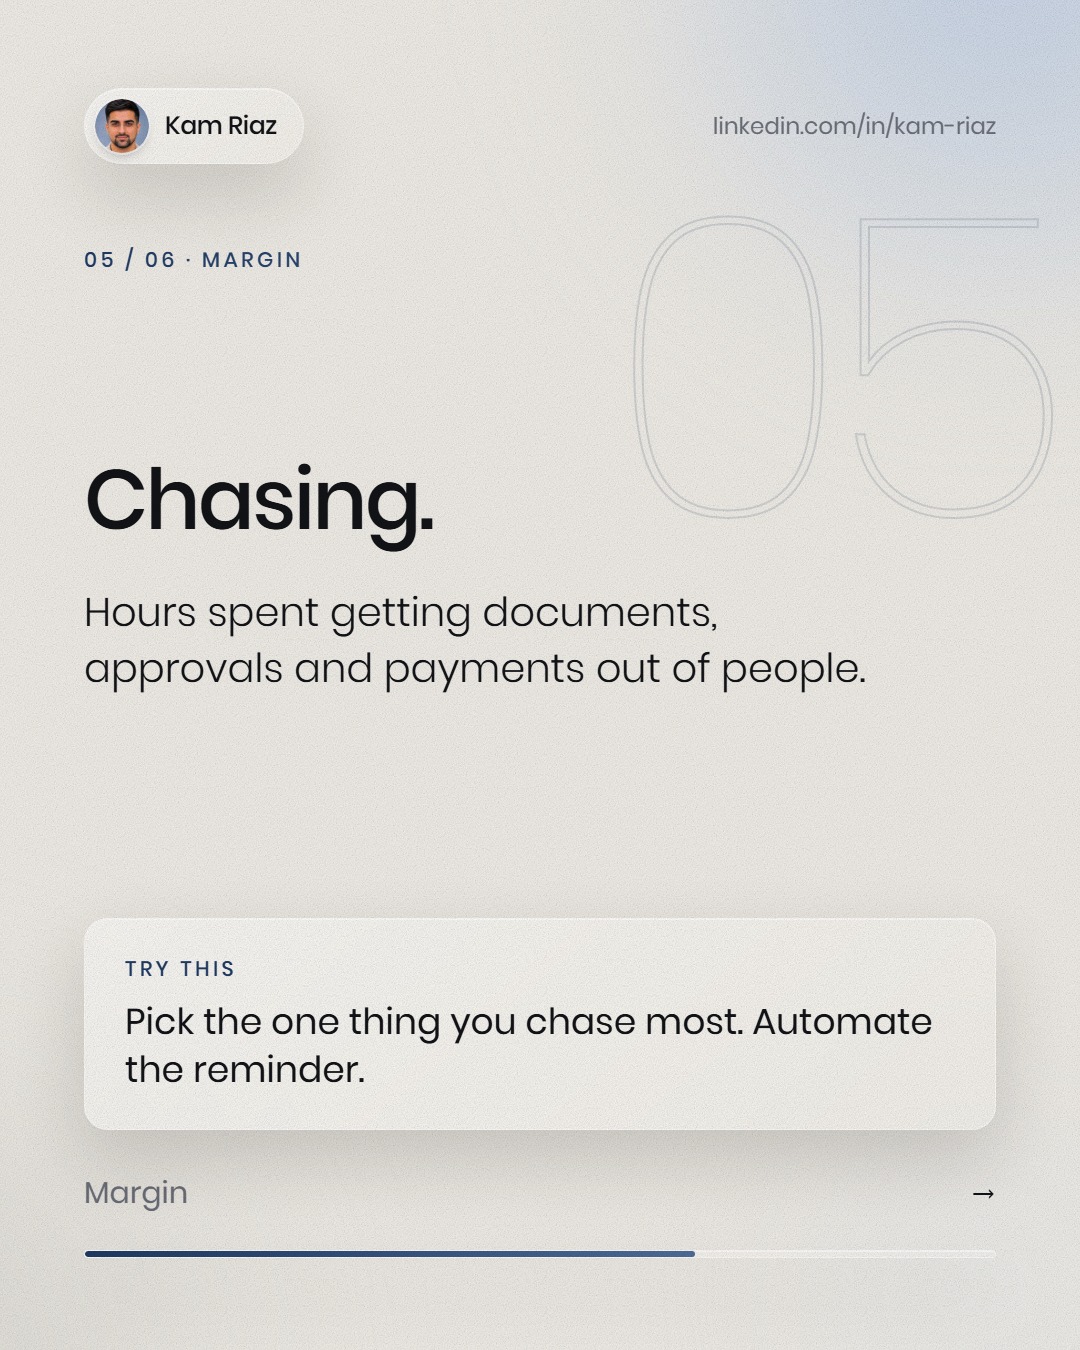 Kam Riaz
linkedin.com/in/kam-riaz
05 / 06 · MARGIN
05
Chasing.
Hours spent getting documents,
approvals and payments out of people.
TRY THIS
Pick the one thing you chase most. Automate
the reminder.
Margin
→